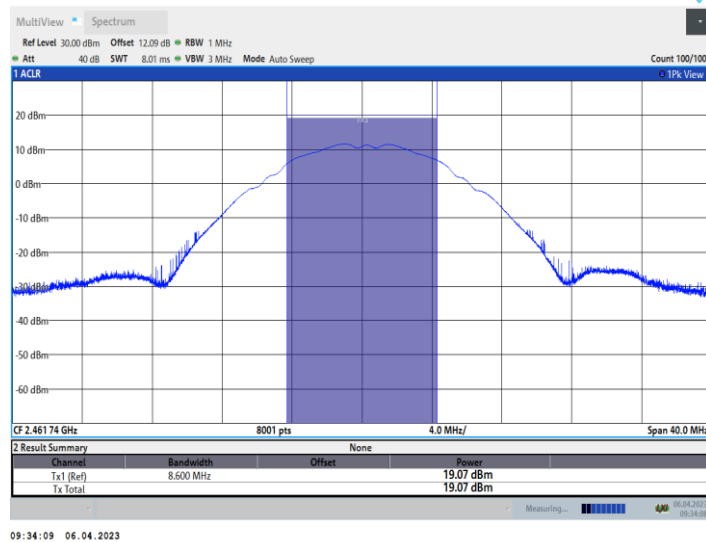 MultiView Spectrum
Ref Level 30.00 dBm Offset 12.09 dB RBW 1 MHz
Att 40 dB SWT 8.01 ms VBW 3 MHz Mode Auto Sweep Count 100/100
1 ACLR 1Pk View
Tx1
20 dBm
10 dBm
0 dBm
-10 dBm
-20 dBm
-30 dBm
-40 dBm
-50 dBm
-60 dBm
CF 2.46174 GHz 8001 pts 4.0 MHz/ Span 40.0 MHz
2 Result Summary None
Channel Bandwidth Offset Power
Tx1 (Ref) 8.600 MHz 19.07 dBm
Tx Total 19.07 dBm
Measuring... 06.04.2023
09:34:08
09:34:09 06.04.2023